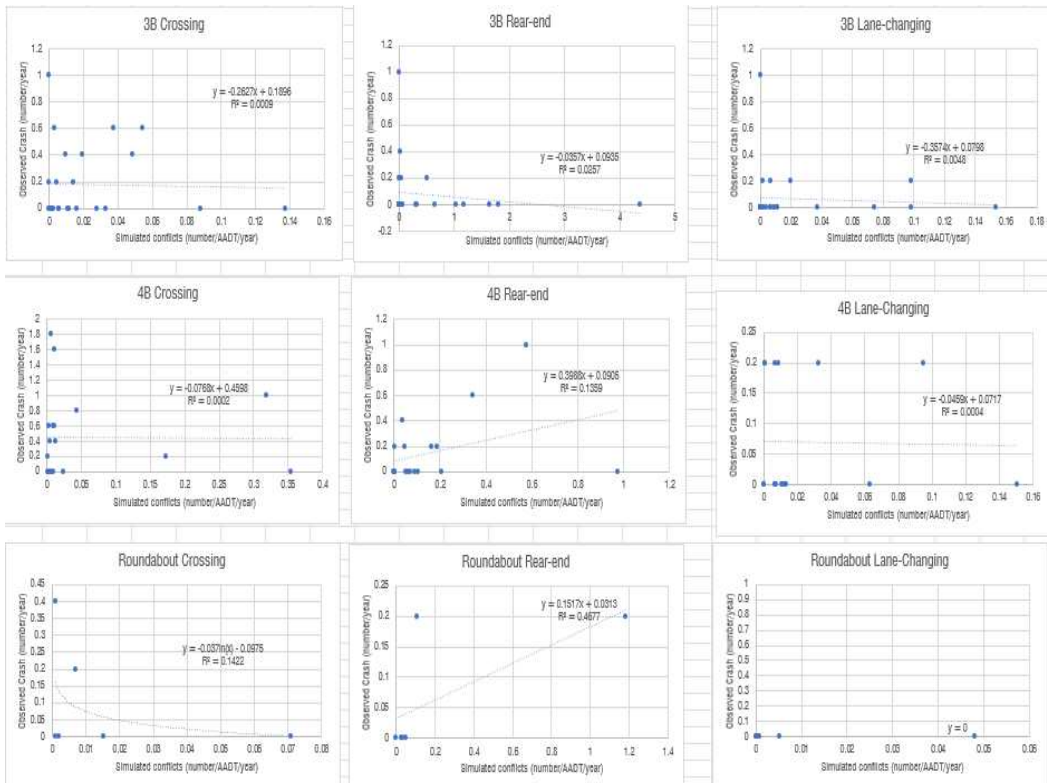 3B Crossing
Observed Crash (number/year)
1.2
1
0.8
0.6
0.4
0.2
0
y = -0.2627x + 0.1896
R² = 0.0009
0 0.02 0.04 0.06 0.08 0.1 0.12 0.14 0.16
Simulated conflicts (number/AADT/year)
3B Rear-end
Observed Crash (number/year)
1.2
1
0.8
0.6
0.4
0.2
0
-0.2
y = -0.0357x + 0.0935
R² = 0.0257
0 1 2 3 4 5
Simulated conflicts (number/AADT/year)
3B Lane-changing
Observed Crash (number/year)
1.2
1
0.8
0.6
0.4
0.2
0
y = -0.3574x + 0.0798
R² = 0.0048
0 0.02 0.04 0.06 0.08 0.1 0.12 0.14 0.16 0.18
Simulated conflicts (number/AADT/year)
4B Crossing
Observed Crash (number/year)
2
1.8
1.6
1.4
1.2
1
0.8
0.6
0.4
0.2
0
y = -0.0768x + 0.4598
R² = 0.0002
0 0.05 0.1 0.15 0.2 0.25 0.3 0.35 0.4
Simulated conflicts (number/AADT/year)
4B Rear-end
Observed Crash (number/year)
1.2
1
0.8
0.6
0.4
0.2
0
y = 0.3988x + 0.0905
R² = 0.1359
0 0.2 0.4 0.6 0.8 1 1.2
Simulated conflicts (number/AADT/year)
4B Lane-Changing
Observed Crash (number/year)
0.25
0.2
0.15
0.1
0.05
0
y = -0.0459x + 0.0717
R² = 0.0004
0 0.02 0.04 0.06 0.08 0.1 0.12 0.14 0.16
Simulated conflicts (number/AADT/year)
Roundabout Crossing
Observed Crash (number/year)
0.45
0.4
0.35
0.3
0.25
0.2
0.15
0.1
0.05
0
y = -0.037ln(x) - 0.0975
R² = 0.1422
0 0.01 0.02 0.03 0.04 0.05 0.06 0.07 0.08
Simulated conflicts (number/AADT/year)
Roundabout Rear-end
Observed Crash (number/year)
0.25
0.2
0.15
0.1
0.05
0
y = 0.1517x + 0.0313
R² = 0.4677
0 0.2 0.4 0.6 0.8 1 1.2 1.4
Simulated conflicts (number/AADT/year)
Roundabout Lane-Changing
Observed Crash (number/year)
1
0.9
0.8
0.7
0.6
0.5
0.4
0.3
0.2
0.1
0
y = 0
0 0.01 0.02 0.03 0.04 0.05 0.06
Simulated conflicts (number/AADT/year)